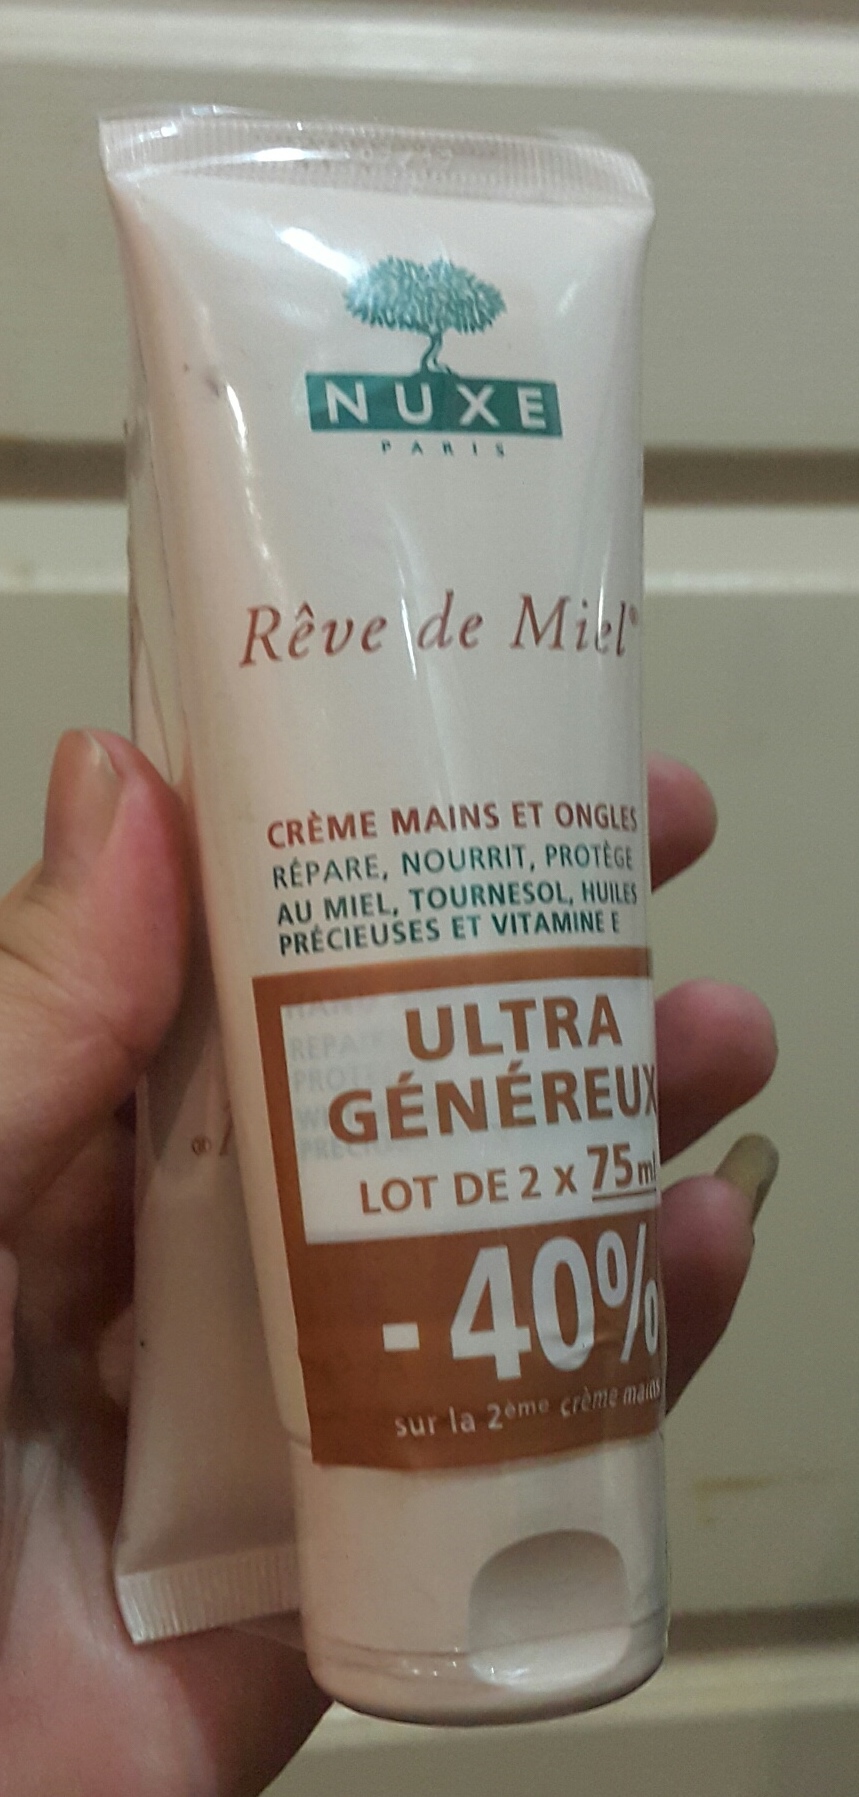 NUXE
PARIS
Rêve de Miel®
CRÈME MAINS ET ONGLES
RÉPARE, NOURRIT, PROTÈGE
AU MIEL, TOURNESOL, HUILES
PRÉCIEUSES ET VITAMINE E
ULTRA
GÉNÉREUX
LOT DE 2 x 75ml
- 40%
sur la 2ème crème mains